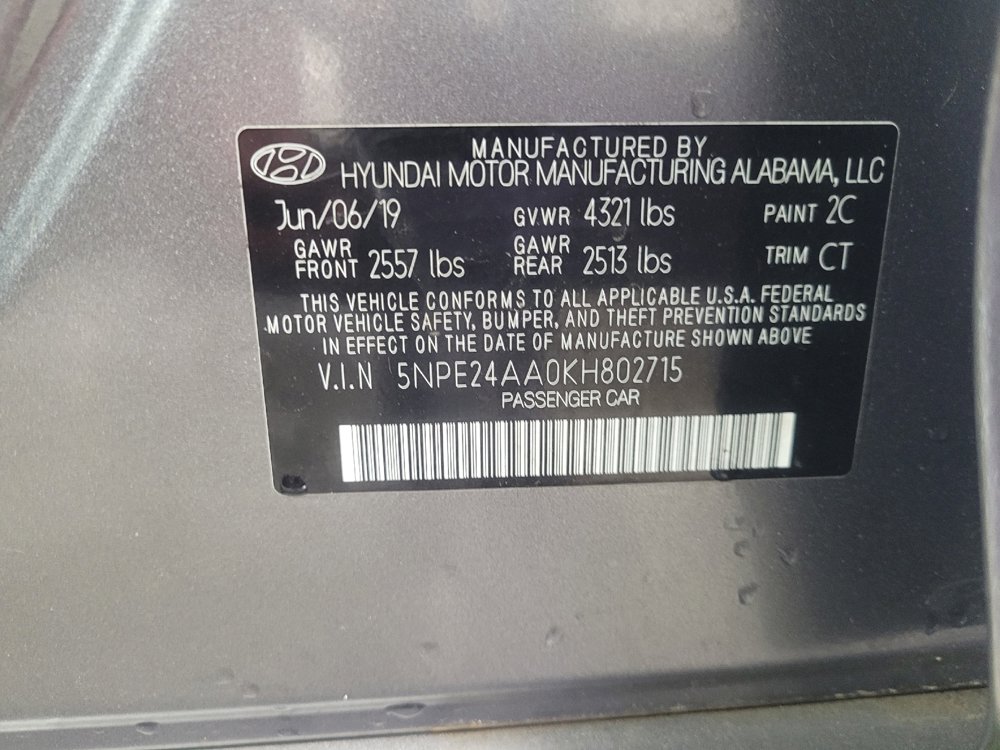 MANUFACTURED BY
HYUNDAI MOTOR MANUFACTURING ALABAMA, LLC
Jun/06/19 GVWR 4321 lbs PAINT 2C
GAWR FRONT 2557 lbs GAWR REAR 2513 lbs TRIM CT
THIS VEHICLE CONFORMS TO ALL APPLICABLE U.S.A. FEDERAL
MOTOR VEHICLE SAFETY, BUMPER, AND THEFT PREVENTION STANDARDS
IN EFFECT ON THE DATE OF MANUFACTURE SHOWN ABOVE
V.I.N 5NPE24AA0KH802715
PASSENGER CAR